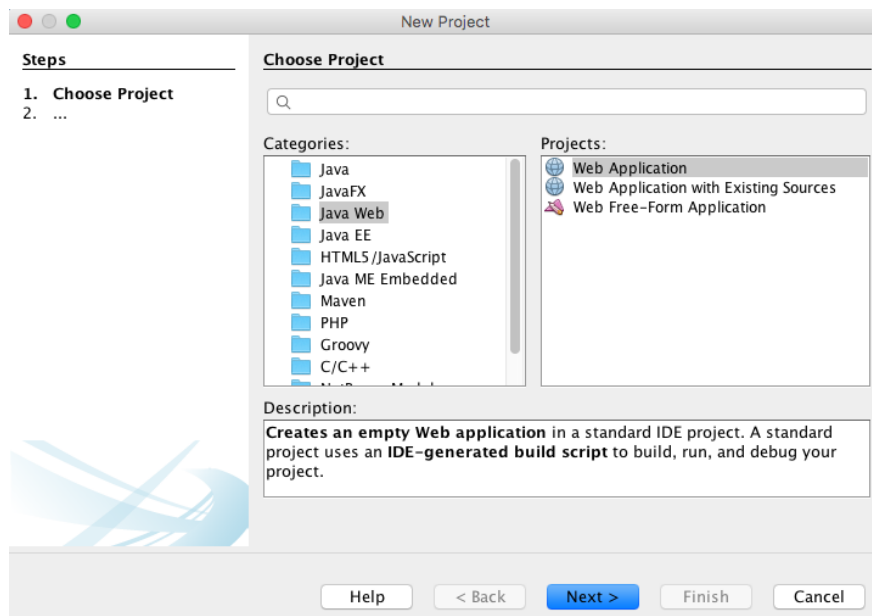 New Project
Steps
1. Choose Project
2. ...
Choose Project
Categories:
Java
JavaFX
Java Web
Java EE
HTML5/JavaScript
Java ME Embedded
Maven
PHP
Groovy
C/C++
Projects:
Web Application
Web Application with Existing Sources
Web Free-Form Application
Description:
Creates an empty Web application in a standard IDE project. A standard
project uses an IDE-generated build script to build, run, and debug your
project.
Help
< Back
Next >
Finish
Cancel